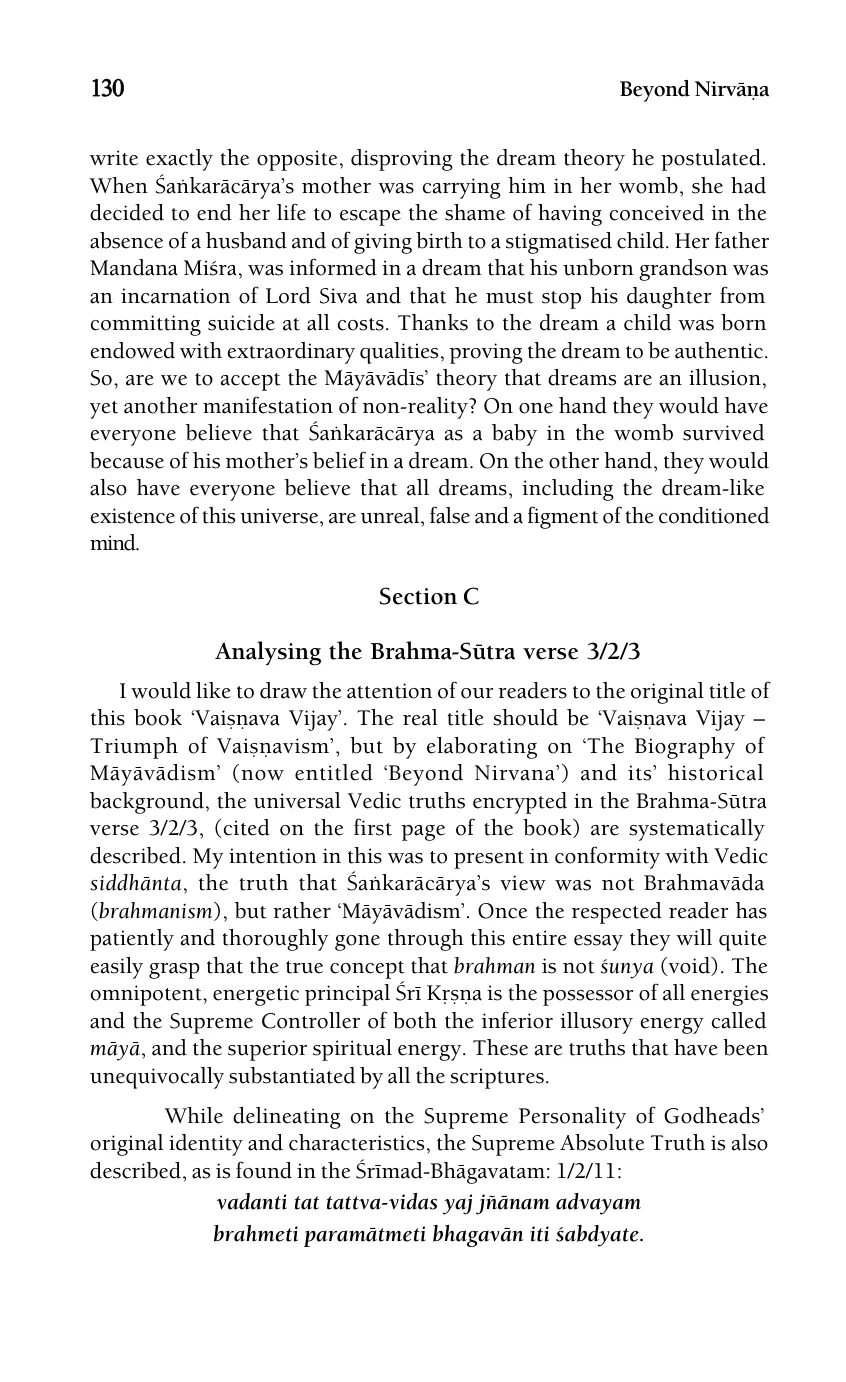 130 Beyond Nirvāṇa
write exactly the opposite, disproving the dream theory he postulated.
When Śaṅkarācārya’s mother was carrying him in her womb, she had
decided to end her life to escape the shame of having conceived in the
absence of a husband and of giving birth to a stigmatised child. Her father
Mandana Miśra, was informed in a dream that his unborn grandson was
an incarnation of Lord Siva and that he must stop his daughter from
committing suicide at all costs. Thanks to the dream a child was born
endowed with extraordinary qualities, proving the dream to be authentic.
So, are we to accept the Māyāvādīs’ theory that dreams are an illusion,
yet another manifestation of non-reality? On one hand they would have
everyone believe that Śaṅkarācārya as a baby in the womb survived
because of his mother’s belief in a dream. On the other hand, they would
also have everyone believe that all dreams, including the dream-like
existence of this universe, are unreal, false and a figment of the conditioned
mind.
Section C
Analysing the Brahma-Sūtra verse 3/2/3
I would like to draw the attention of our readers to the original title of
this book ‘Vaiṣṇava Vijay’. The real title should be ‘Vaiṣṇava Vijay –
Triumph of Vaiṣṇavism’, but by elaborating on ‘The Biography of
Māyāvādism’ (now entitled ‘Beyond Nirvana’) and its’ historical
background, the universal Vedic truths encrypted in the Brahma-Sūtra
verse 3/2/3, (cited on the first page of the book) are systematically
described. My intention in this was to present in conformity with Vedic
siddhānta, the truth that Śaṅkarācārya’s view was not Brahmavāda
(brahmanism), but rather ‘Māyāvādism’. Once the respected reader has
patiently and thoroughly gone through this entire essay they will quite
easily grasp that the true concept that brahman is not śunya (void). The
omnipotent, energetic principal Śrī Kṛṣṇa is the possessor of all energies
and the Supreme Controller of both the inferior illusory energy called
māyā, and the superior spiritual energy. These are truths that have been
unequivocally substantiated by all the scriptures.
While delineating on the Supreme Personality of Godheads’
original identity and characteristics, the Supreme Absolute Truth is also
described, as is found in the Śrīmad-Bhāgavatam: 1/2/11:
vadanti tat tattva-vidas yaj jñānam advayam
brahmeti paramātmeti bhagavān iti śabdyate.